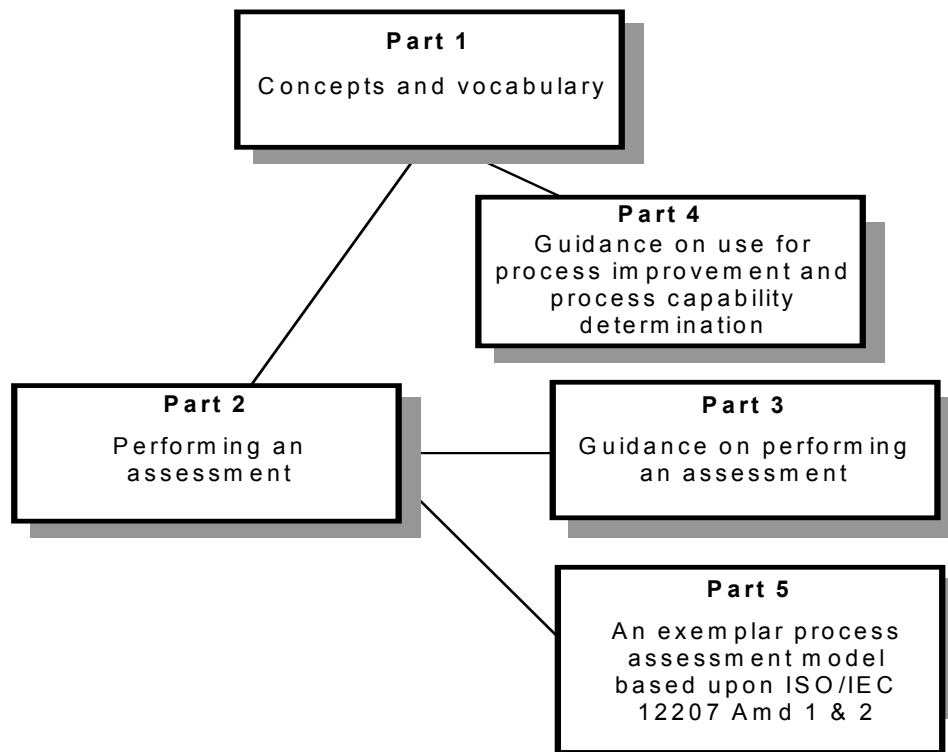 Part 1
Concepts and vocabulary
Part 4
Guidance on use for
process improvement and
process capability
determination
Part 2
Performing an
assessment
Part 3
Guidance on performing
an assessment
Part 5
An exemplar process
assessment model
based upon ISO/IEC
12207 Amd 1 & 2